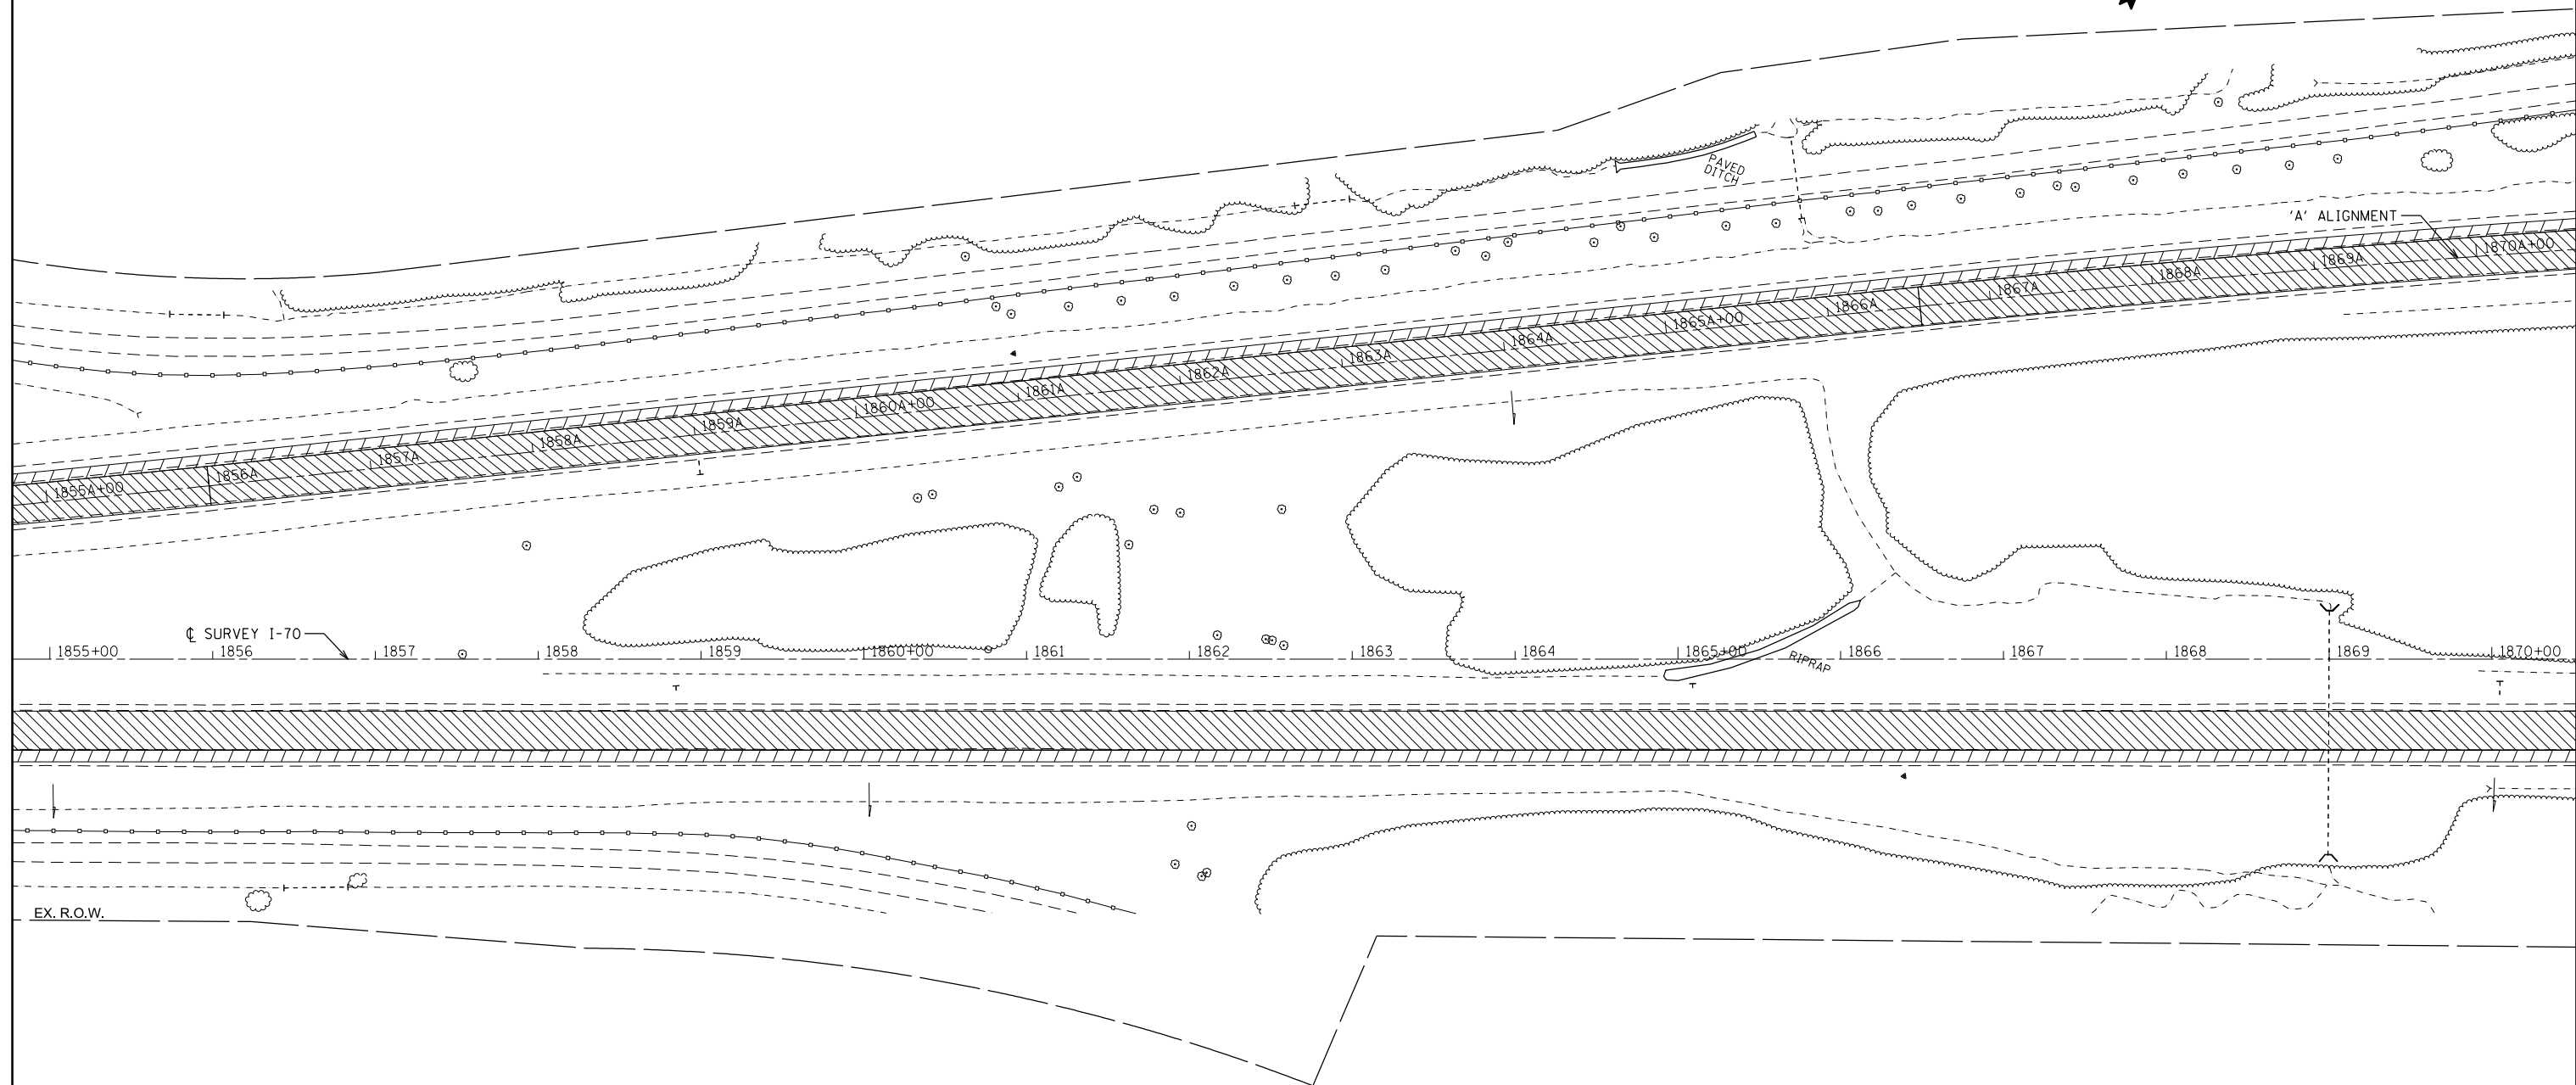 PAVED
DITCH
'A' ALIGNMENT
1870A+00
1869A
1868A
1867A
1866A
1865A+00
1864A
1863A
1862A
1861A
1860A+00
1859A
1858A
1857A
1856A
1855A+00
℄ SURVEY I-70
1855+00
1856
1857
1858
1859
1860+00
1861
1862
1863
1864
1865+00
1866
1867
1868
1869
1870+00
RIPRAP
EX. R.O.W.